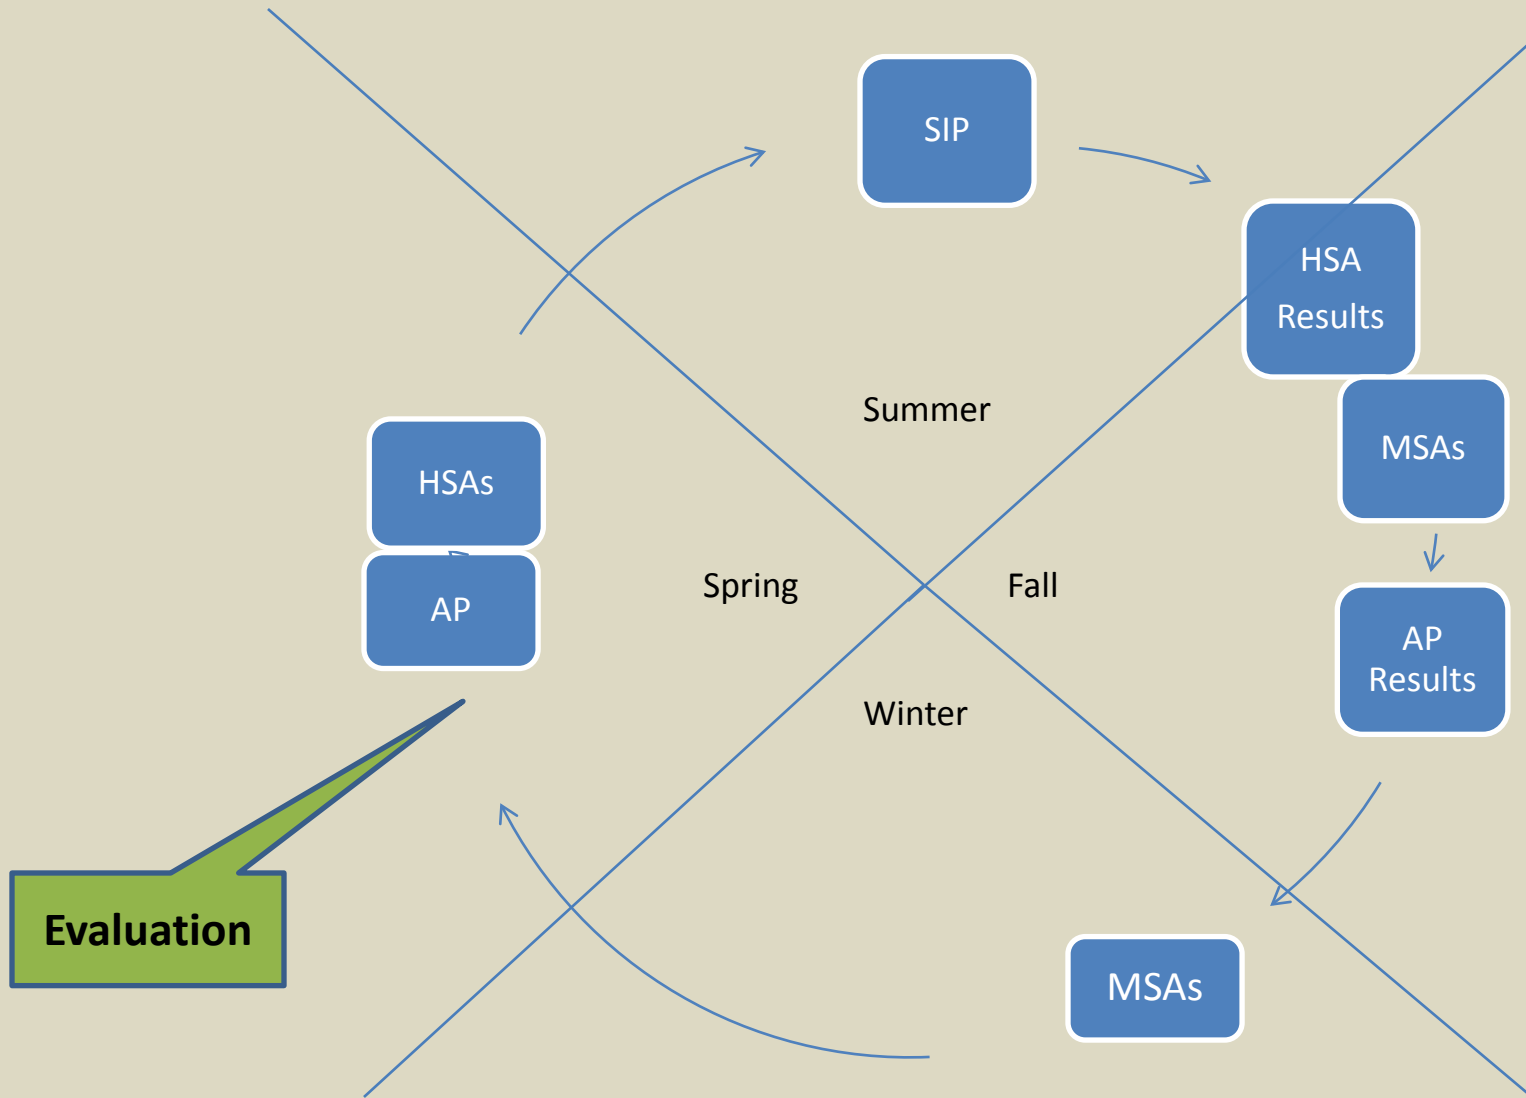 SIP
HSA
Results
Summer
MSAs
HSAs
Spring
Fall
AP
AP
Results
Winter
Evaluation
MSAs